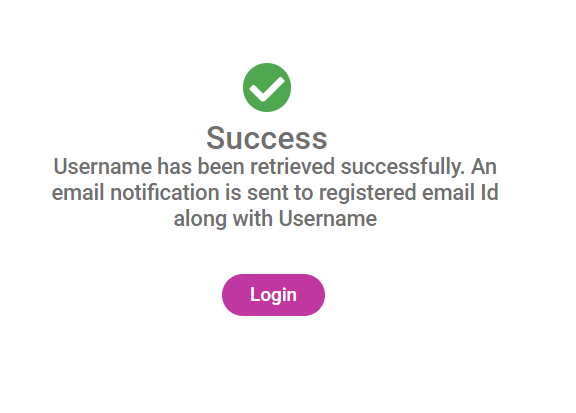 Success
Username has been retrieved successfully. An
email notification is sent to registered email Id
along with Username
Login